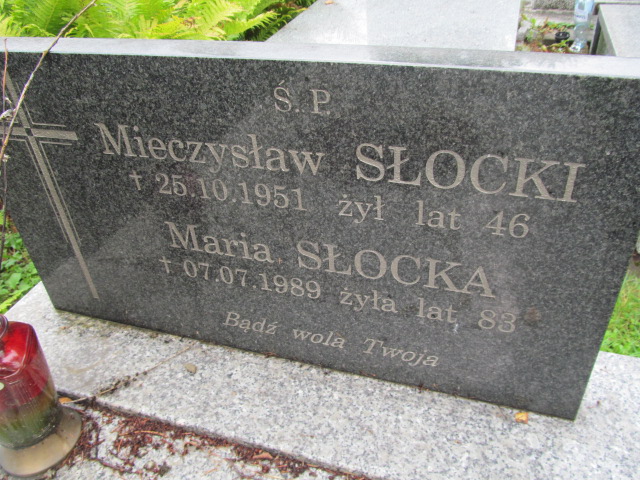 Ś. P.
Mieczysław SŁOCKI
† 25.10.1951 żył lat 46
Maria SŁOCKA
† 07.07.1989 żyła lat 83
Bądź wola Twoja